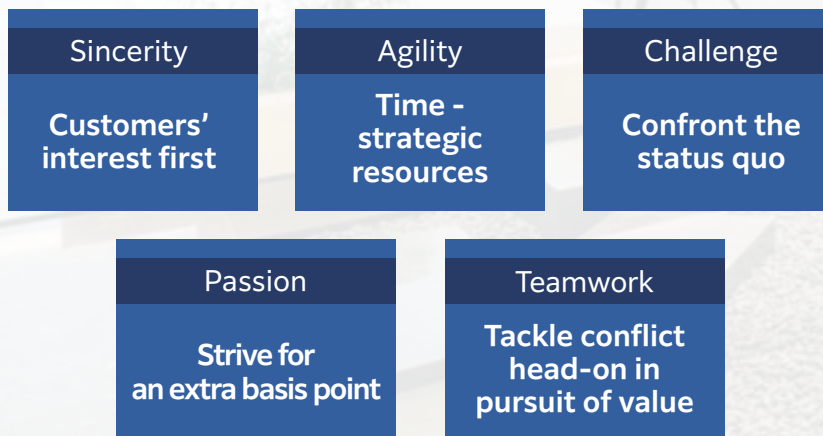 Sincerity
Customers’
interest first
Agility
Time -
strategic
resources
Challenge
Confront the
status quo
Passion
Strive for
an extra basis point
Teamwork
Tackle conflict
head-on in
pursuit of value